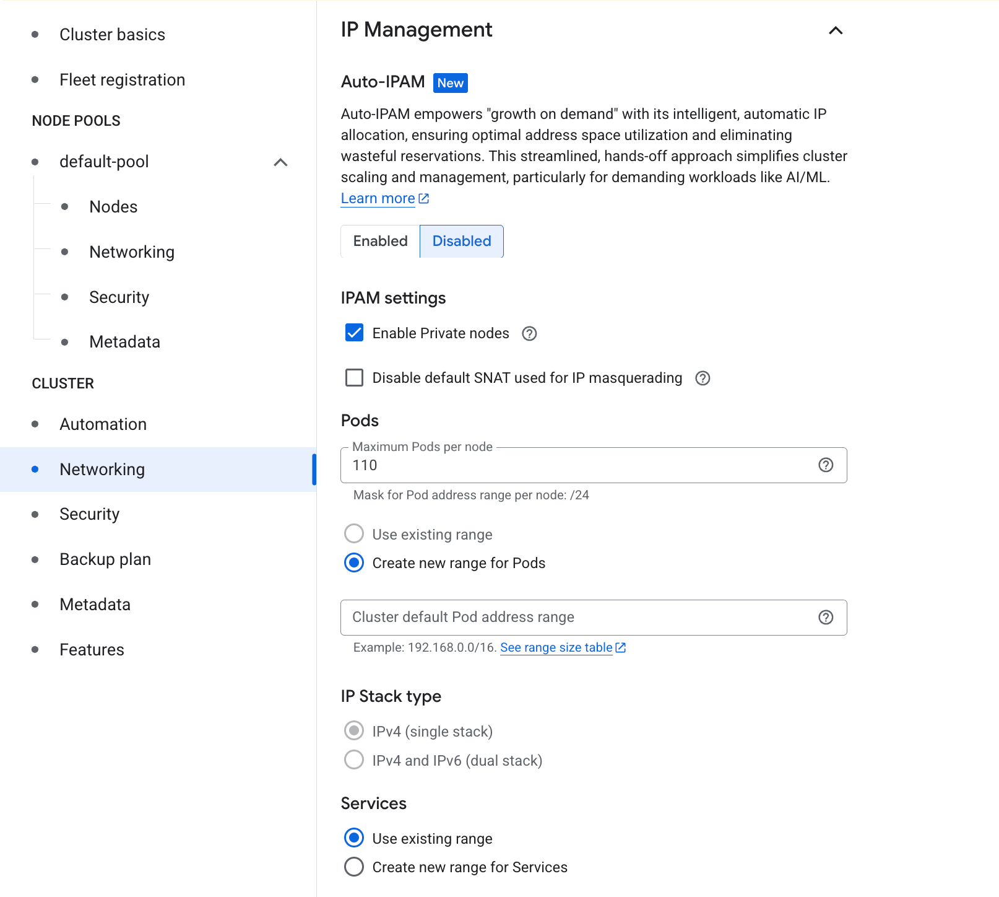 Cluster basics
Fleet registration
NODE POOLS
default-pool
Nodes
Networking
Security
Metadata
CLUSTER
Automation
Networking
Security
Backup plan
Metadata
Features
IP Management
Auto-IPAM New
Auto-IPAM empowers "growth on demand" with its intelligent, automatic IP
allocation, ensuring optimal address space utilization and eliminating
wasteful reservations. This streamlined, hands-off approach simplifies cluster
scaling and management, particularly for demanding workloads like AI/ML.
Learn more
Enabled Disabled
IPAM settings
Enable Private nodes
Disable default SNAT used for IP masquerading
Pods
Maximum Pods per node
110
Mask for Pod address range per node: /24
Use existing range
Create new range for Pods
Cluster default Pod address range
Example: 192.168.0.0/16. See range size table
IP Stack type
IPv4 (single stack)
IPv4 and IPv6 (dual stack)
Services
Use existing range
Create new range for Services